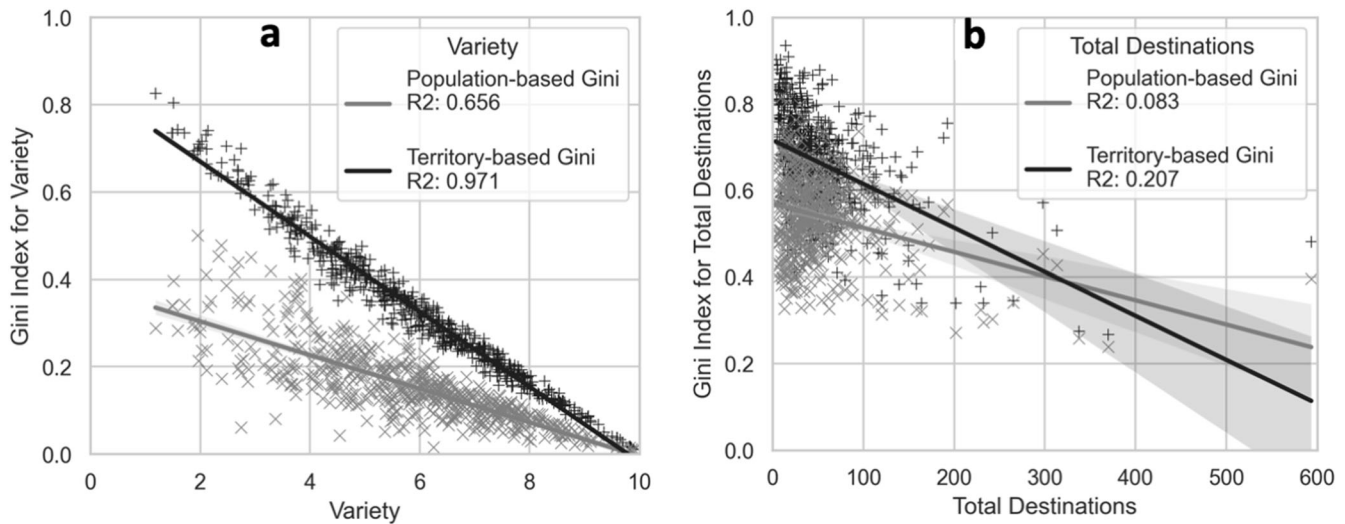 a
Variety
Population-based Gini
R2: 0.656
Territory-based Gini
R2: 0.971
Gini Index for Variety
1.0
0.8
0.6
0.4
0.2
0.0
0 2 4 6 8 10
Variety
b
Total Destinations
Population-based Gini
R2: 0.083
Territory-based Gini
R2: 0.207
Gini Index for Total Destinations
1.0
0.8
0.6
0.4
0.2
0.0
0 100 200 300 400 500 600
Total Destinations